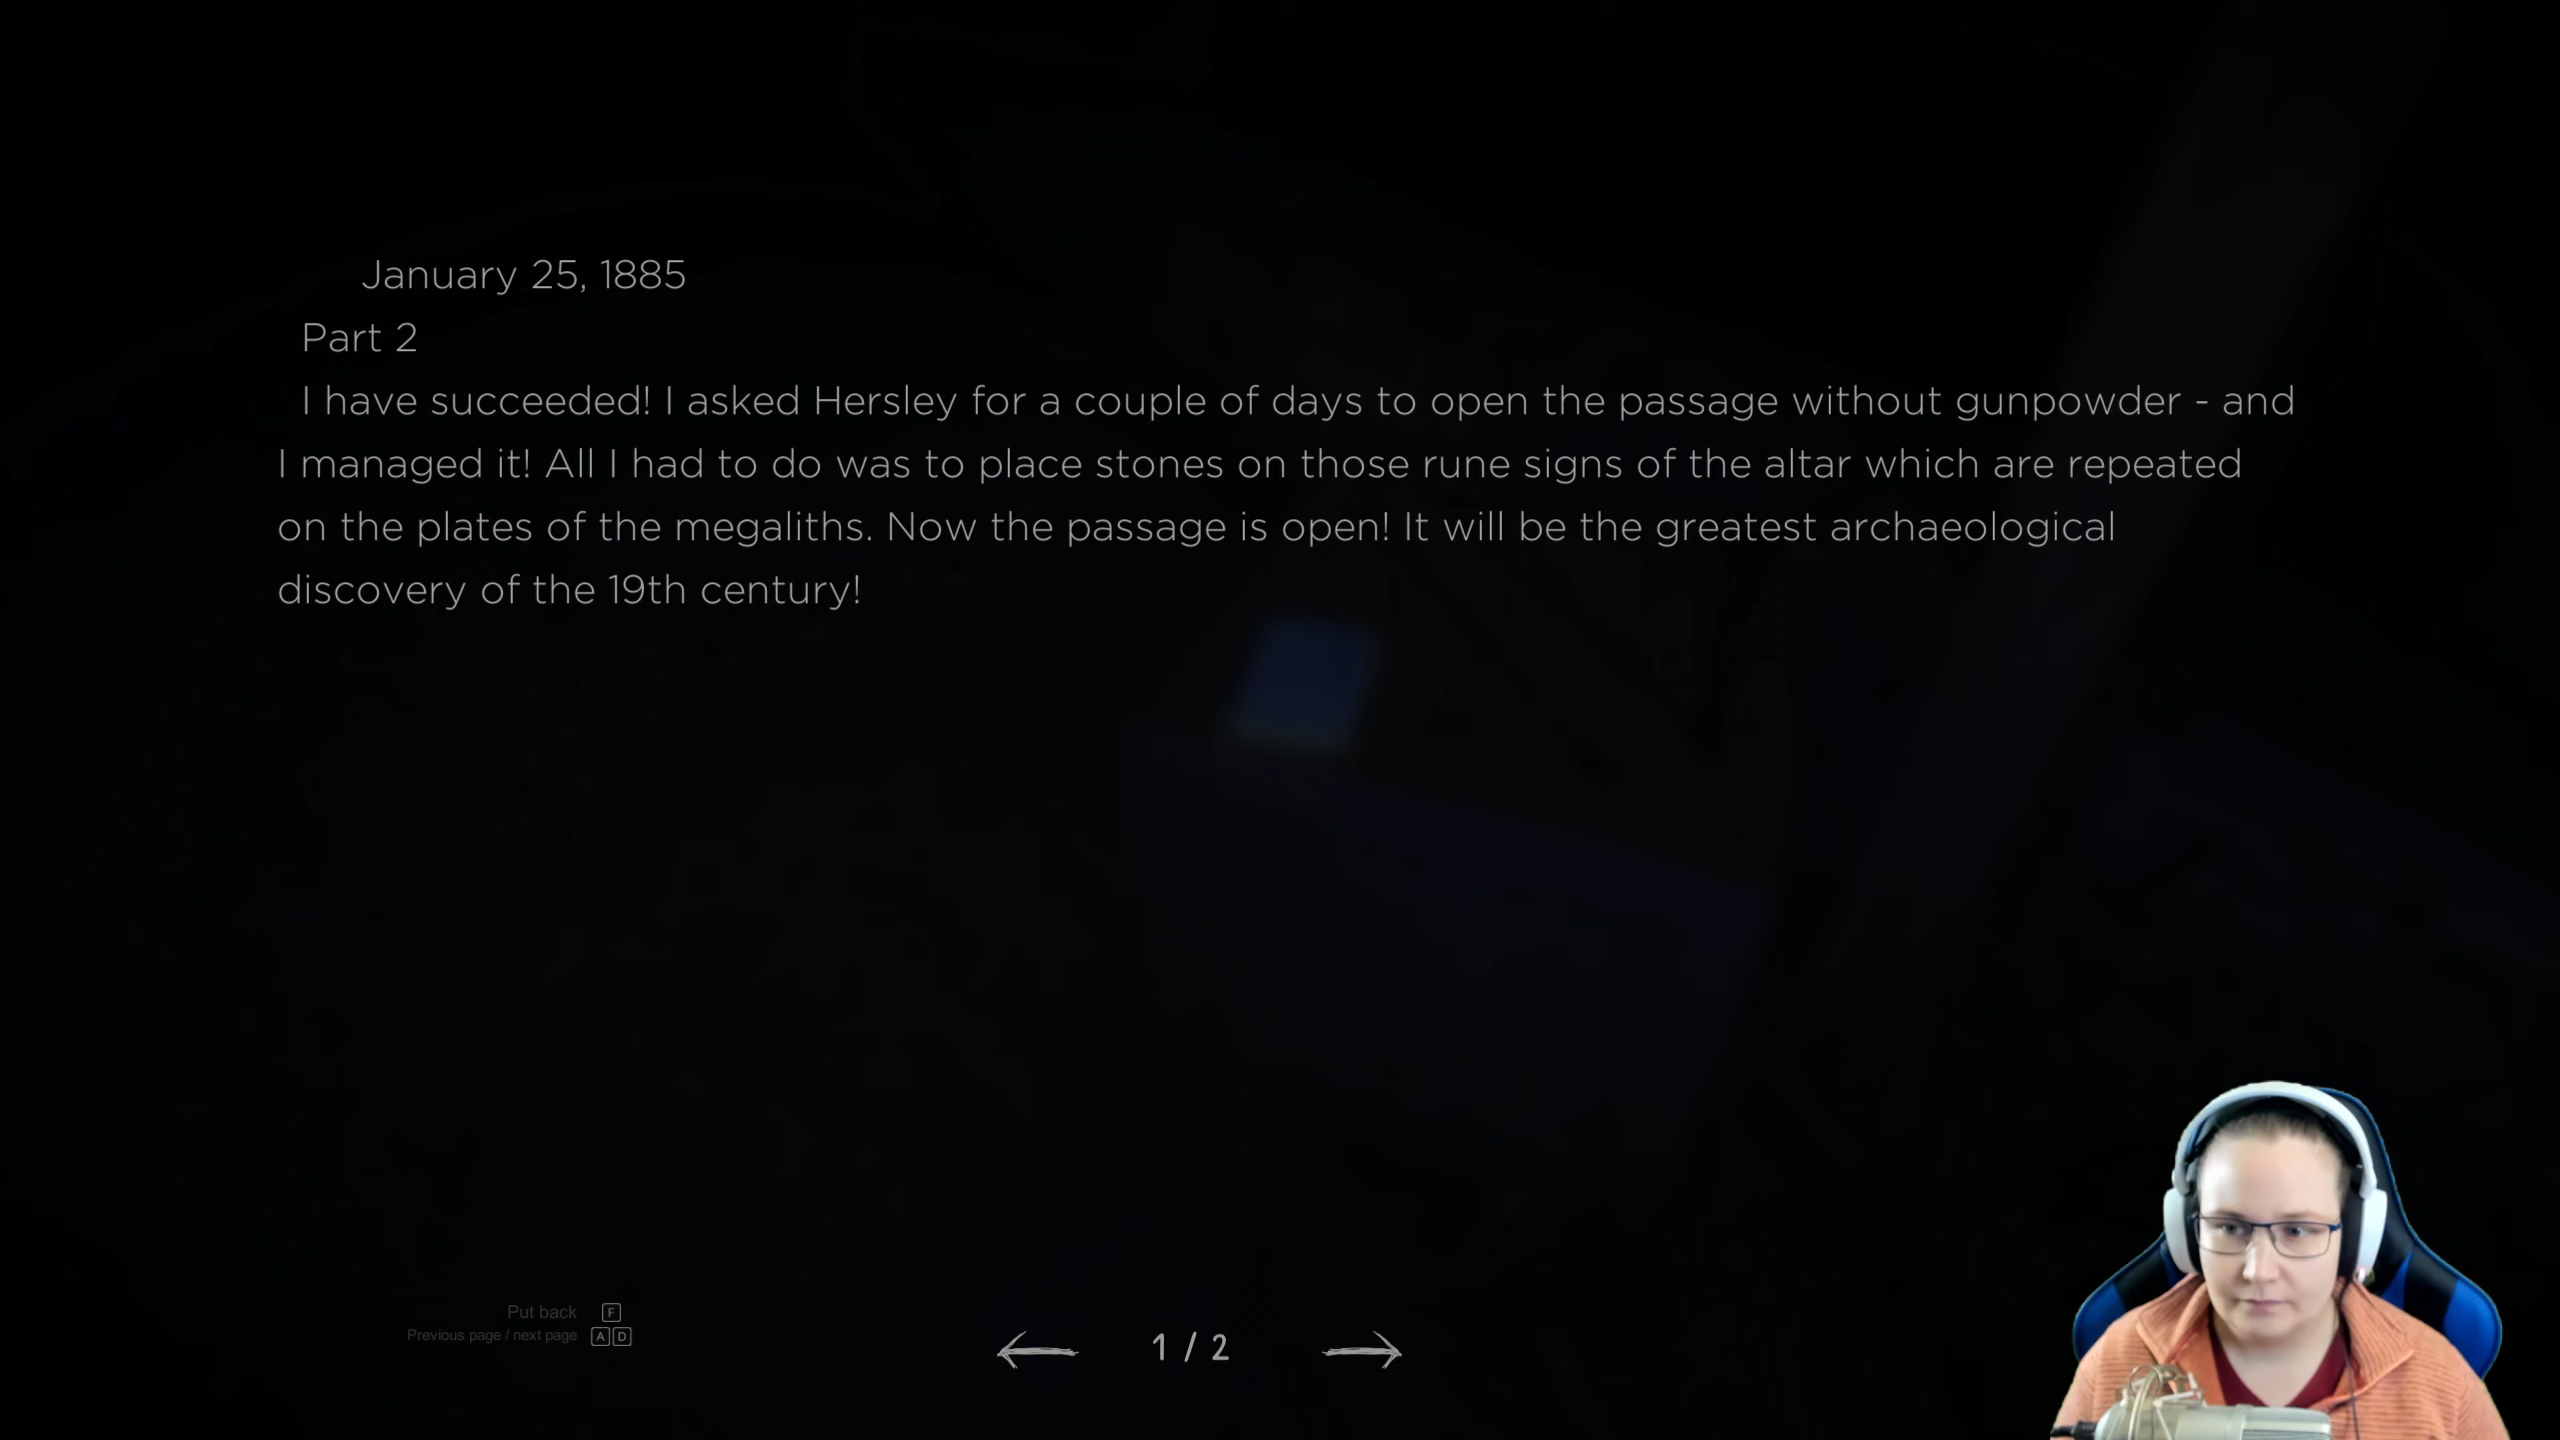 January 25, 1885
Part 2
I have succeeded! I asked Hersley for a couple of days to open the passage without gunpowder - and
I managed it! All I had to do was to place stones on those rune signs of the altar which are repeated
on the plates of the megaliths. Now the passage is open! It will be the greatest archaeological
discovery of the 19th century!
Put back F
Previous page / next page A D
1 / 2